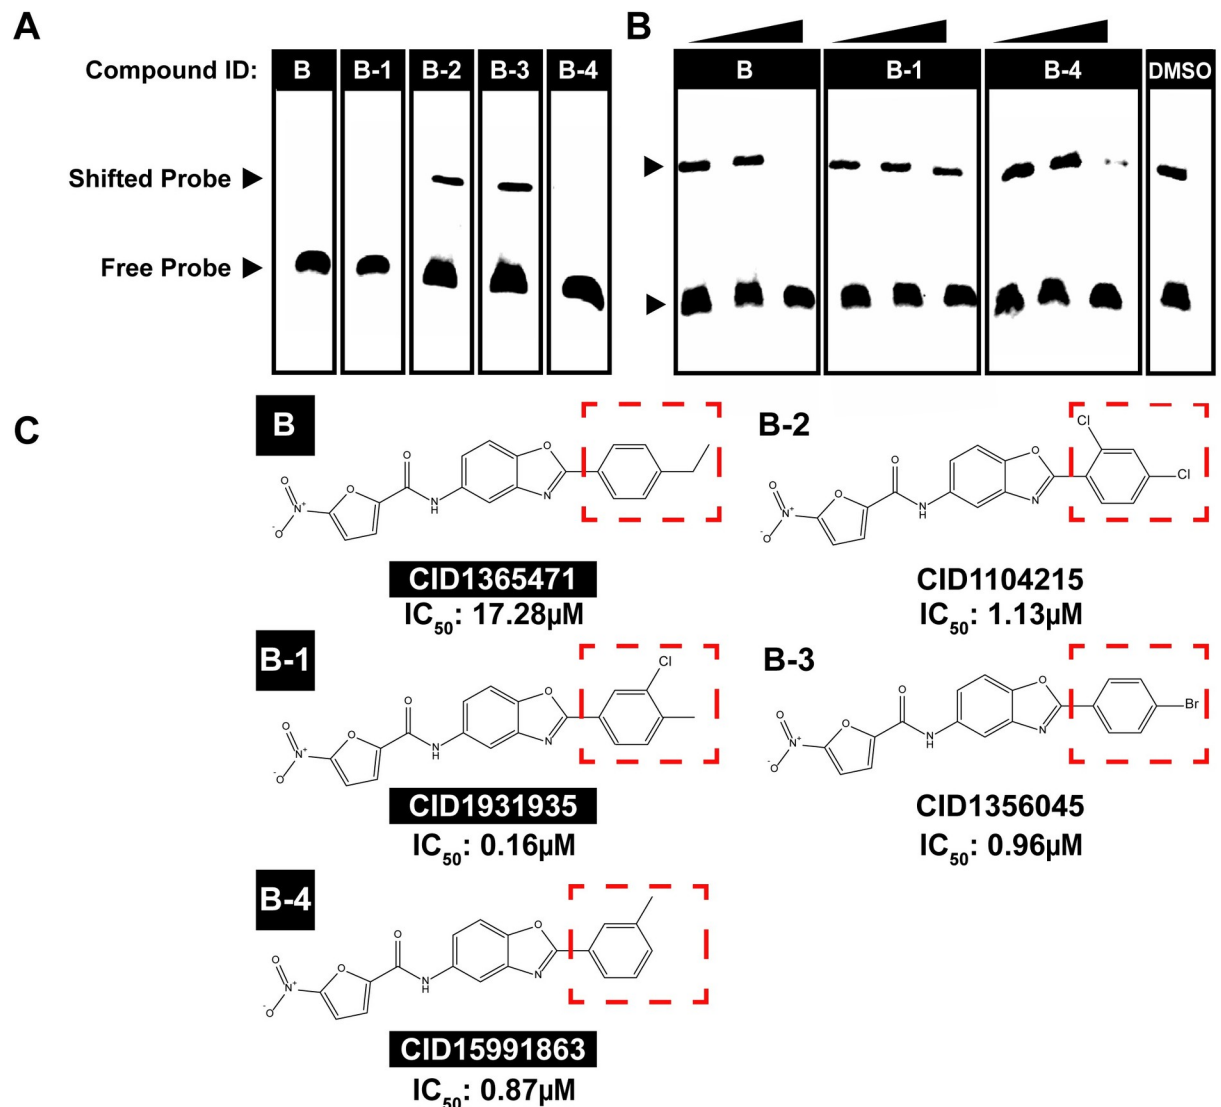 A
B
Compound ID:
B
B-1
B-2
B-3
B-4
B
B-1
B-4
DMSO
Shifted Probe
Free Probe
C
B
O
N+
-O
O
O
N
H
O
N
CID1365471
IC50: 17.28µM
B-2
O
N+
-O
O
O
N
H
O
N
Cl
Cl
CID1104215
IC50: 1.13µM
B-1
O
N+
-O
O
O
N
H
O
N
Cl
CID1931935
IC50: 0.16µM
B-3
O
N+
-O
O
O
N
H
O
N
Br
CID1356045
IC50: 0.96µM
B-4
O
N+
-O
O
O
N
H
O
N
CID15991863
IC50: 0.87µM